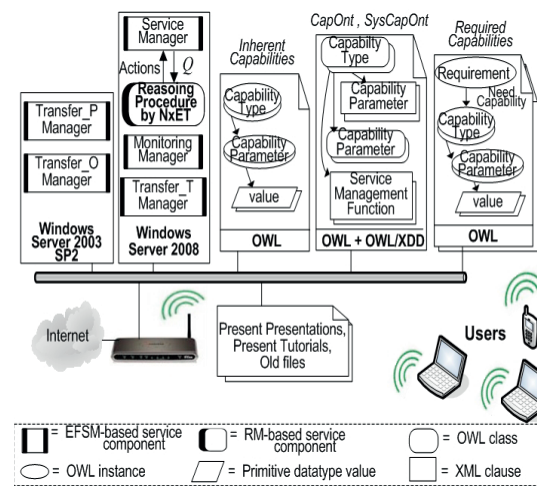 Service
Manager
Actions
Q
Reasoing
Procedure
by NxET
Monitoring
Manager
Transfer_T
Manager
Windows
Server 2008
Transfer_P
Manager
Transfer_O
Manager
Windows
Server 2003
SP2
Inherent
Capabilities
Capability
Type
Capability
Parameter
value
OWL
CapOnt , SysCapOnt
Capability
Type
Capability
Parameter
Capability
Parameter
Service
Management
Function
OWL + OWL/XDD
Required
Capabilities
Requirement
Need
Capability
Capability
Type
Capability
Parameter
value
OWL
Internet
Present Presentations,
Present Tutorials,
Old files
Users
= EFSM-based service
component
= RM-based service
component
= OWL class
= OWL instance
= Primitive datatype value
= XML clause